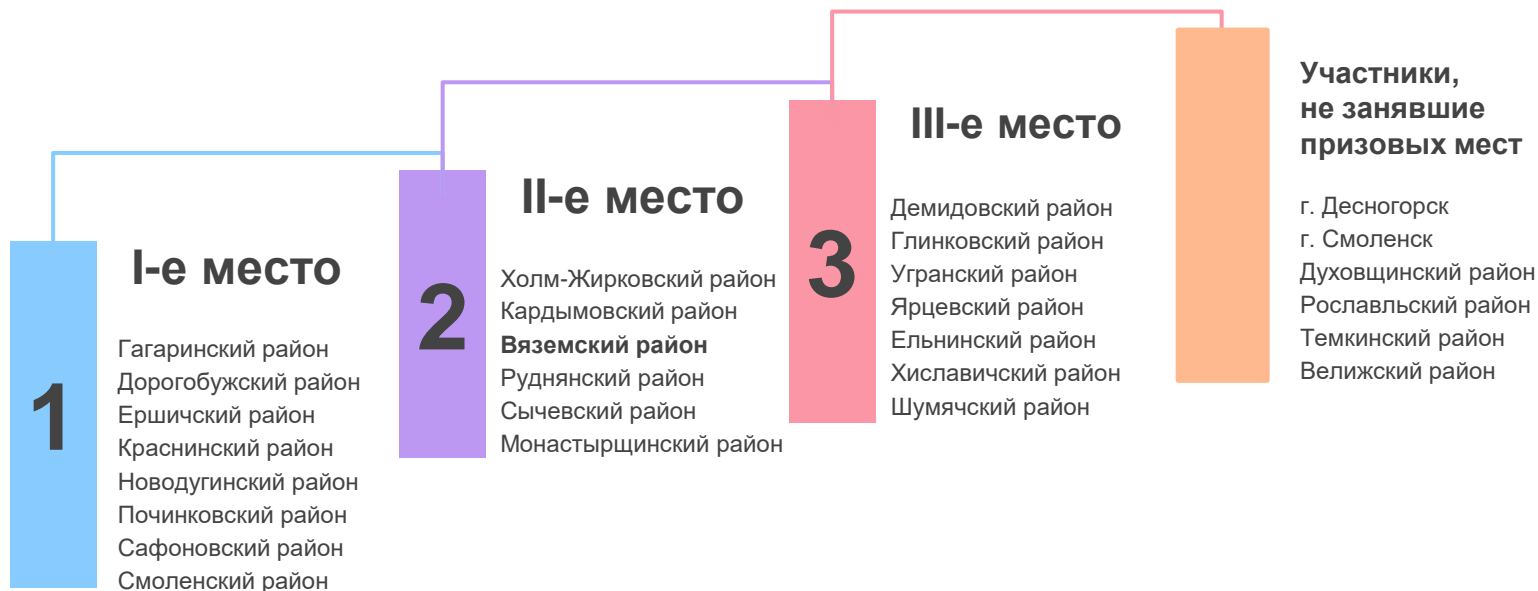 1
I-е место
Гагаринский район
Дорогобужский район
Ершичский район
Краснинский район
Новодугинский район
Починковский район
Сафоновский район
Смоленский район
2
II-е место
Холм-Жирковский район
Кардымовский район
Вяземский район
Руднянский район
Сычевский район
Монастырщинский район
3
III-е место
Демидовский район
Глинковский район
Угранский район
Ярцевский район
Ельнинский район
Хиславичский район
Шумячский район
Участники,
не занявшие
призовых мест
г. Десногорск
г. Смоленск
Духовщинский район
Рославльский район
Темкинский район
Велижский район